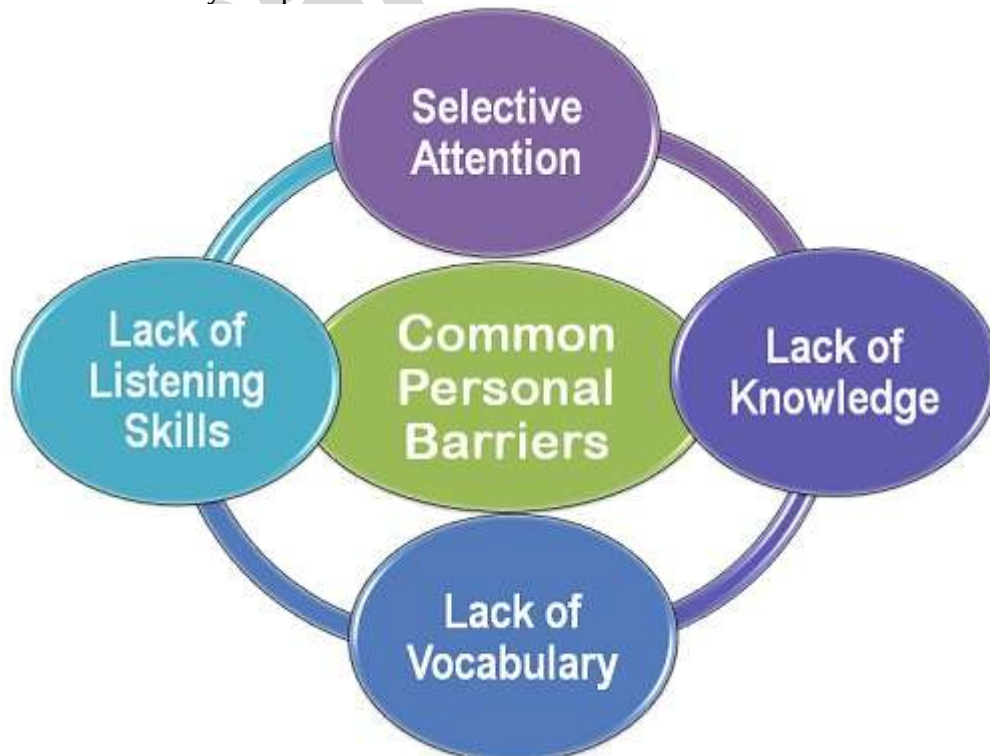 Selective
Attention
Lack of
Listening
Skills
Common
Personal
Barriers
Lack of
Knowledge
Lack of
Vocabulary